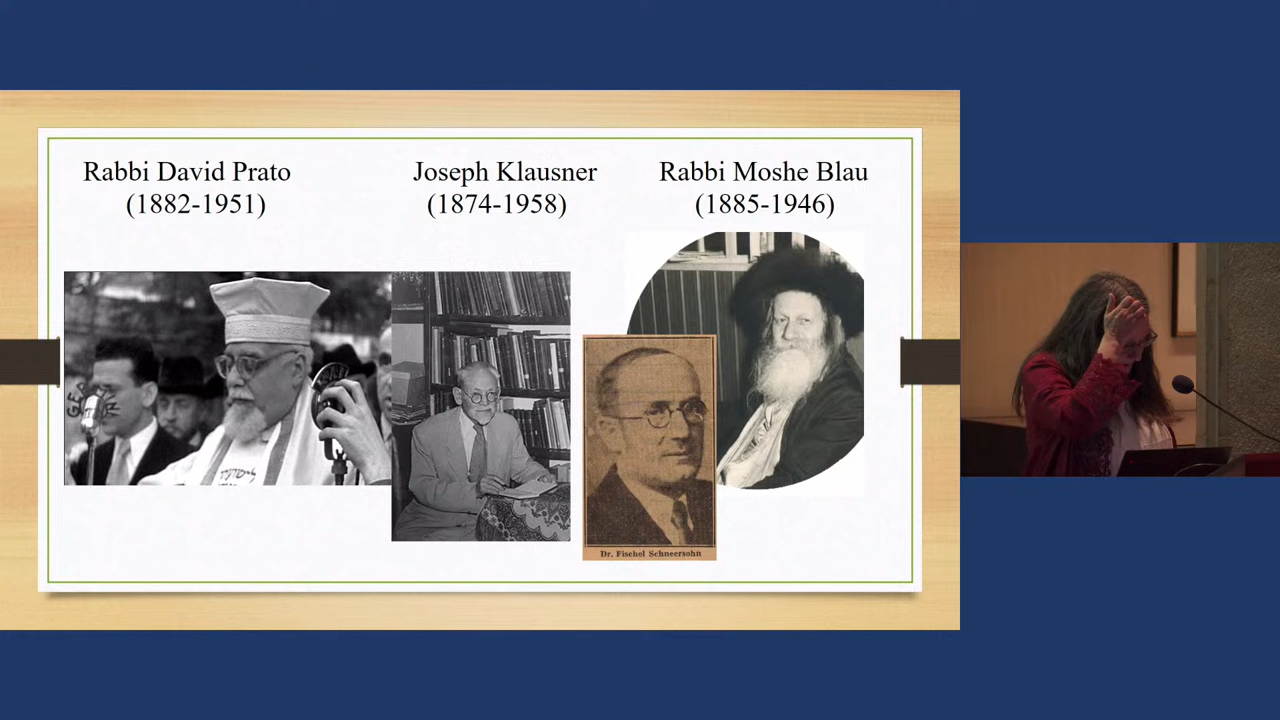 Rabbi David Prato
(1882-1951)
Joseph Klausner
(1874-1958)
Rabbi Moshe Blau
(1885-1946)
Dr. Fischel Schneersohn